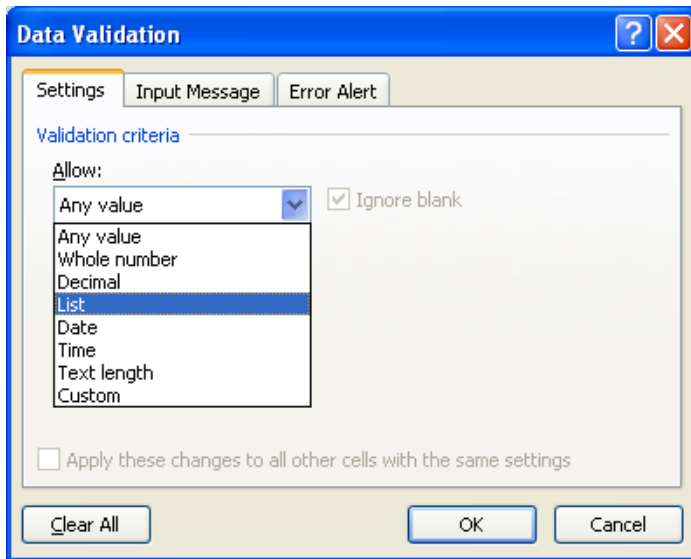 Data Validation
Settings Input Message Error Alert
Validation criteria
Allow:
Any value Ignore blank
Any value
Whole number
Decimal
List
Date
Time
Text length
Custom
Apply these changes to all other cells with the same settings
Clear All OK Cancel